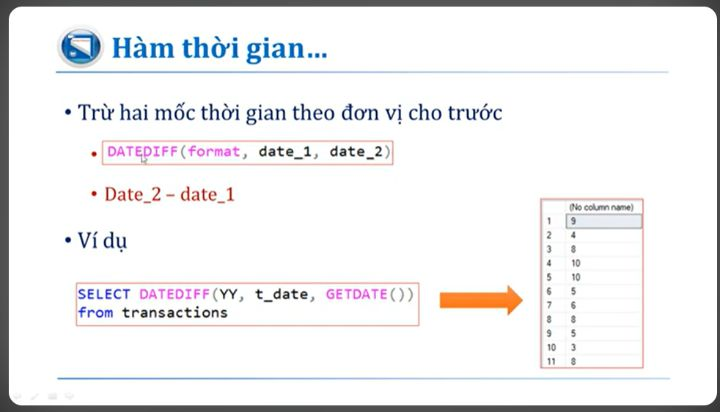 Hàm thời gian...
• Trừ hai mốc thời gian theo đơn vị cho trước
• DATEDIFF(format, date_1, date_2)
• Date_2 – date_1
• Ví dụ
SELECT DATEDIFF(YY, t_date, GETDATE())
from transactions
(No column name)
1 9
2 4
3 8
4 10
5 10
6 5
7 6
8 8
9 5
10 3
11 8